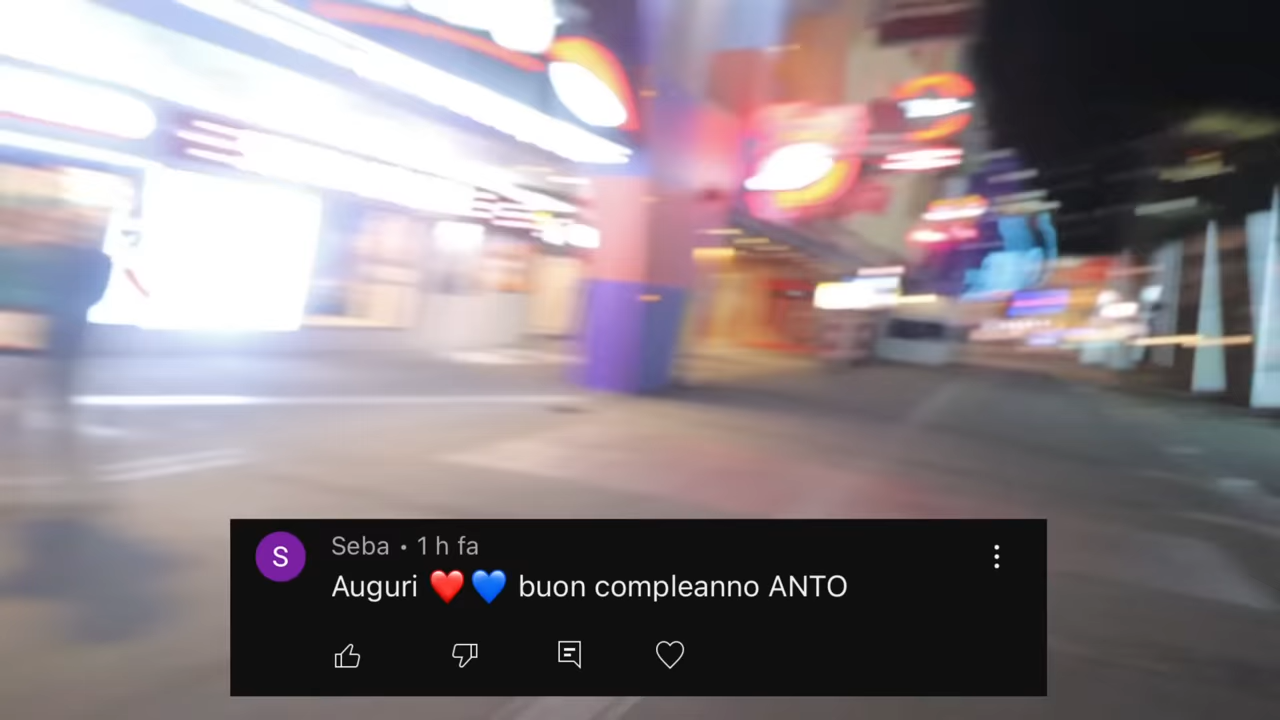 Seba • 1 h fa
Auguri ❤️💙 buon compleanno ANTO